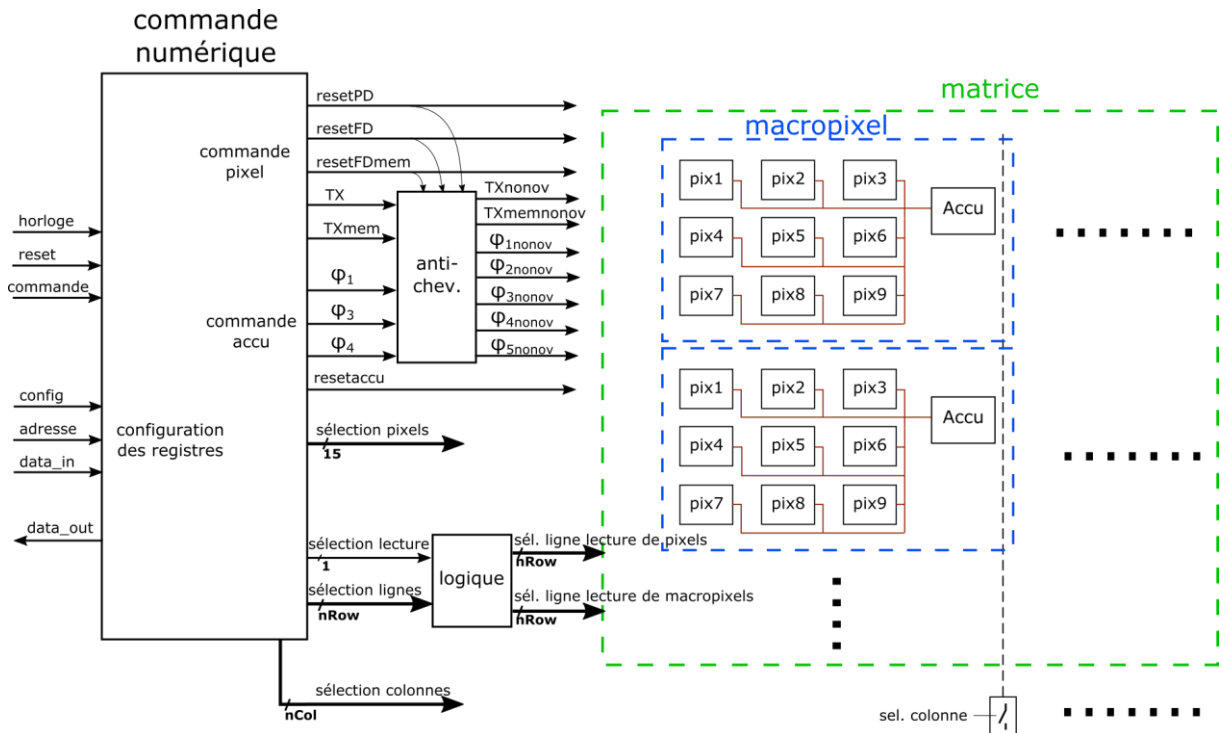 commande
numérique
resetPD
resetFD
commande
pixel
resetFDmem
TX
TXmem
horloge
reset
commande
φ1
φ3
φ4
commande
accu
anti-
chev.
TXnonov
TXmemnonov
φ1nonov
φ2nonov
φ3nonov
φ4nonov
φ5nonov
resetaccu
config
adresse
data_in
data_out
configuration
des registres
sélection pixels
15
sélection lecture
1
sélection lignes
nRow
logique
sél. ligne lecture de pixels
nRow
sél. ligne lecture de macropixels
nRow
sélection colonnes
nCol
matrice
macropixel
pix1 pix2 pix3
Accu
pix4 pix5 pix6
pix7 pix8 pix9
pix1 pix2 pix3
Accu
pix4 pix5 pix6
pix7 pix8 pix9
sel. colonne